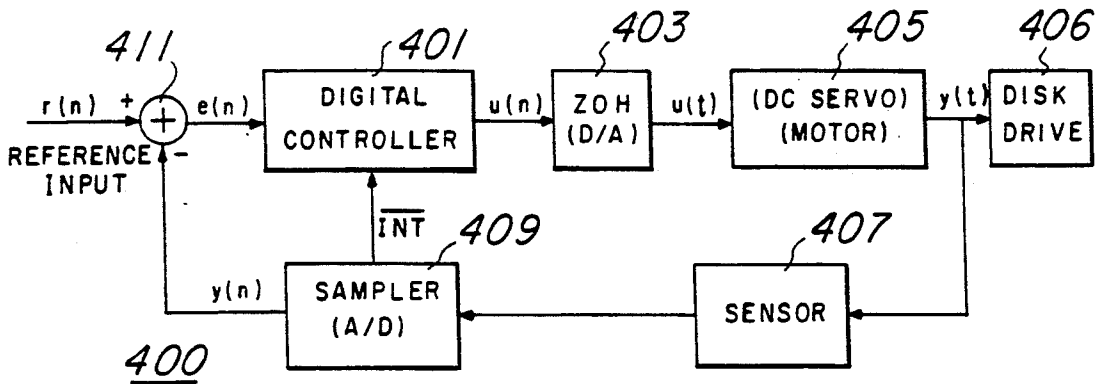 411
401
403
405
406
r(n)
+
e(n)
DIGITAL
CONTROLLER
u(n)
ZOH
(D/A)
u(t)
(DC SERVO)
(MOTOR)
y(t)
DISK
DRIVE
REFERENCE
INPUT
-
INT
409
407
y(n)
SAMPLER
(A/D)
SENSOR
400